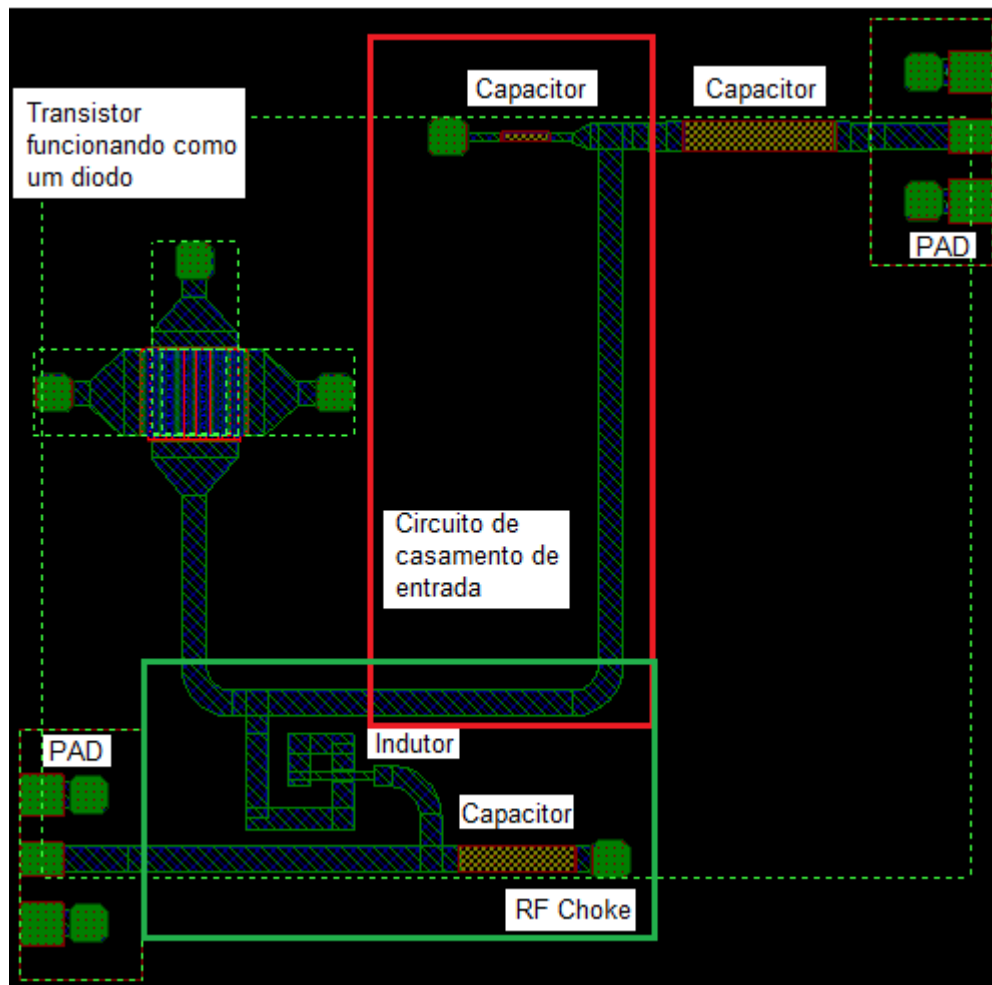 Capacitor
Capacitor
Transistor
funcionando como
um diodo
PAD
Circuito de
casamento de
entrada
PAD
Indutor
Capacitor
RF Choke